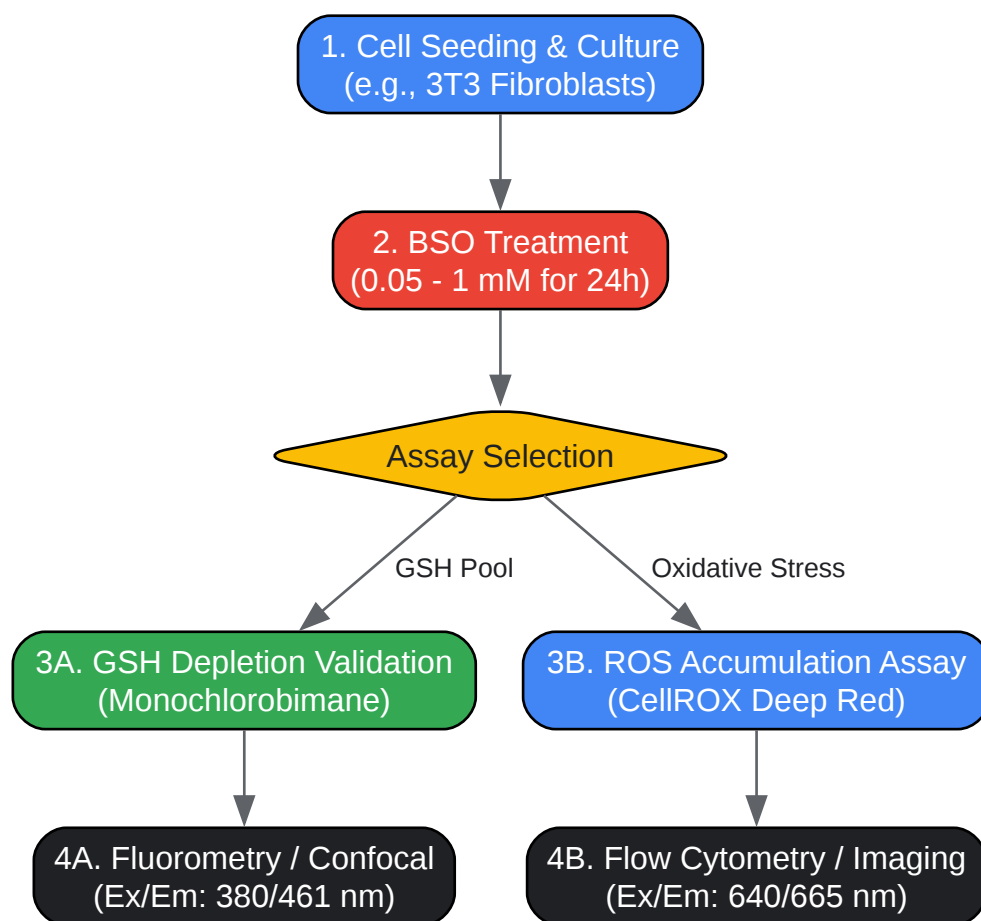 1. Cell Seeding & Culture
(e.g., 3T3 Fibroblasts)
2. BSO Treatment
(0.05 - 1 mM for 24h)
Assay Selection
GSH Pool
Oxidative Stress
3A. GSH Depletion Validation
(Monochlorobimane)
3B. ROS Accumulation Assay
(CellROX Deep Red)
4A. Fluorometry / Confocal
(Ex/Em: 380/461 nm)
4B. Flow Cytometry / Imaging
(Ex/Em: 640/665 nm)